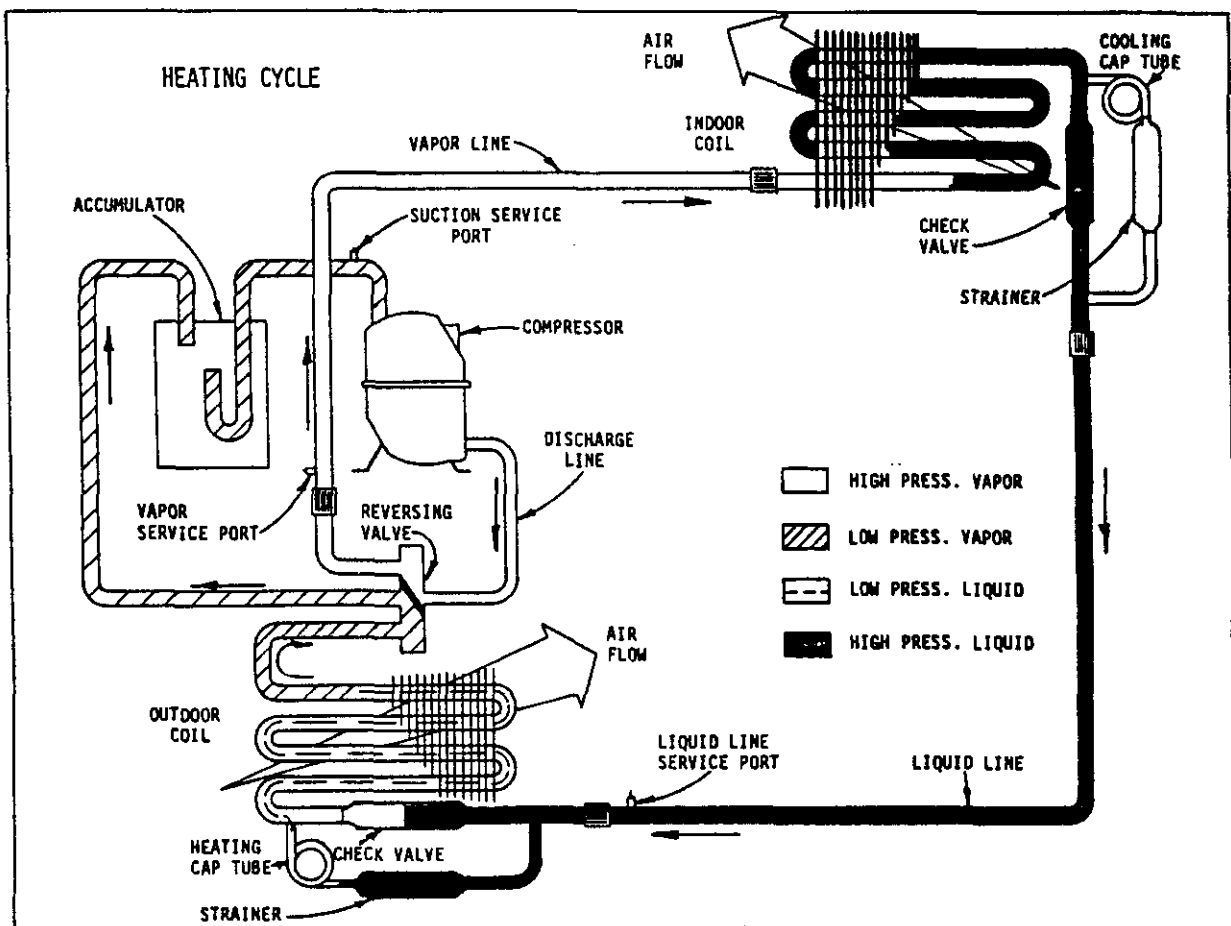 HEATING CYCLE
AIR
FLOW
COOLING
CAP TUBE
INDOOR
COIL
VAPOR LINE
ACCUMULATOR
SUCTION SERVICE
PORT
CHECK
VALVE
STRAINER
COMPRESSOR
DISCHARGE
LINE
VAPOR
SERVICE PORT
REVERSING
VALVE
HIGH PRESS. VAPOR
LOW PRESS. VAPOR
LOW PRESS. LIQUID
HIGH PRESS. LIQUID
AIR
FLOW
OUTDOOR
COIL
LIQUID LINE
SERVICE PORT
LIQUID LINE
HEATING
CAP TUBE
CHECK VALVE
STRAINER